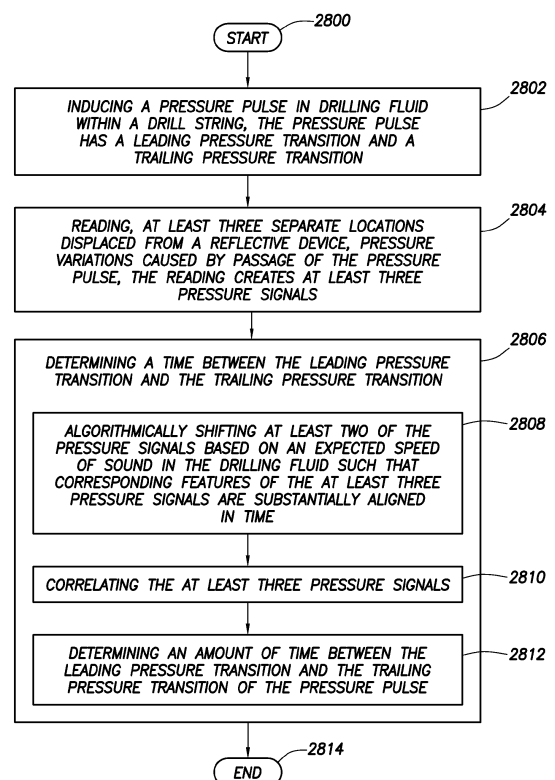 START
2800
INDUCING A PRESSURE PULSE IN DRILLING FLUID
WITHIN A DRILL STRING, THE PRESSURE PULSE
HAS A LEADING PRESSURE TRANSITION AND A
TRAILING PRESSURE TRANSITION
2802
READING, AT LEAST THREE SEPARATE LOCATIONS
DISPLACED FROM A REFLECTIVE DEVICE, PRESSURE
VARIATIONS CAUSED BY PASSAGE OF THE PRESSURE
PULSE, THE READING CREATES AT LEAST THREE
PRESSURE SIGNALS
2804
DETERMINING A TIME BETWEEN THE LEADING PRESSURE
TRANSITION AND THE TRAILING PRESSURE TRANSITION
2806
ALGORITHMICALLY SHIFTING AT LEAST TWO OF THE
PRESSURE SIGNALS BASED ON AN EXPECTED SPEED
OF SOUND IN THE DRILLING FLUID SUCH THAT
CORRESPONDING FEATURES OF THE AT LEAST THREE
PRESSURE SIGNALS ARE SUBSTANTIALLY ALIGNED
IN TIME
2808
CORRELATING THE AT LEAST THREE PRESSURE SIGNALS
2810
DETERMINING AN AMOUNT OF TIME BETWEEN THE
LEADING PRESSURE TRANSITION AND THE TRAILING
PRESSURE TRANSITION OF THE PRESSURE PULSE
2812
END
2814